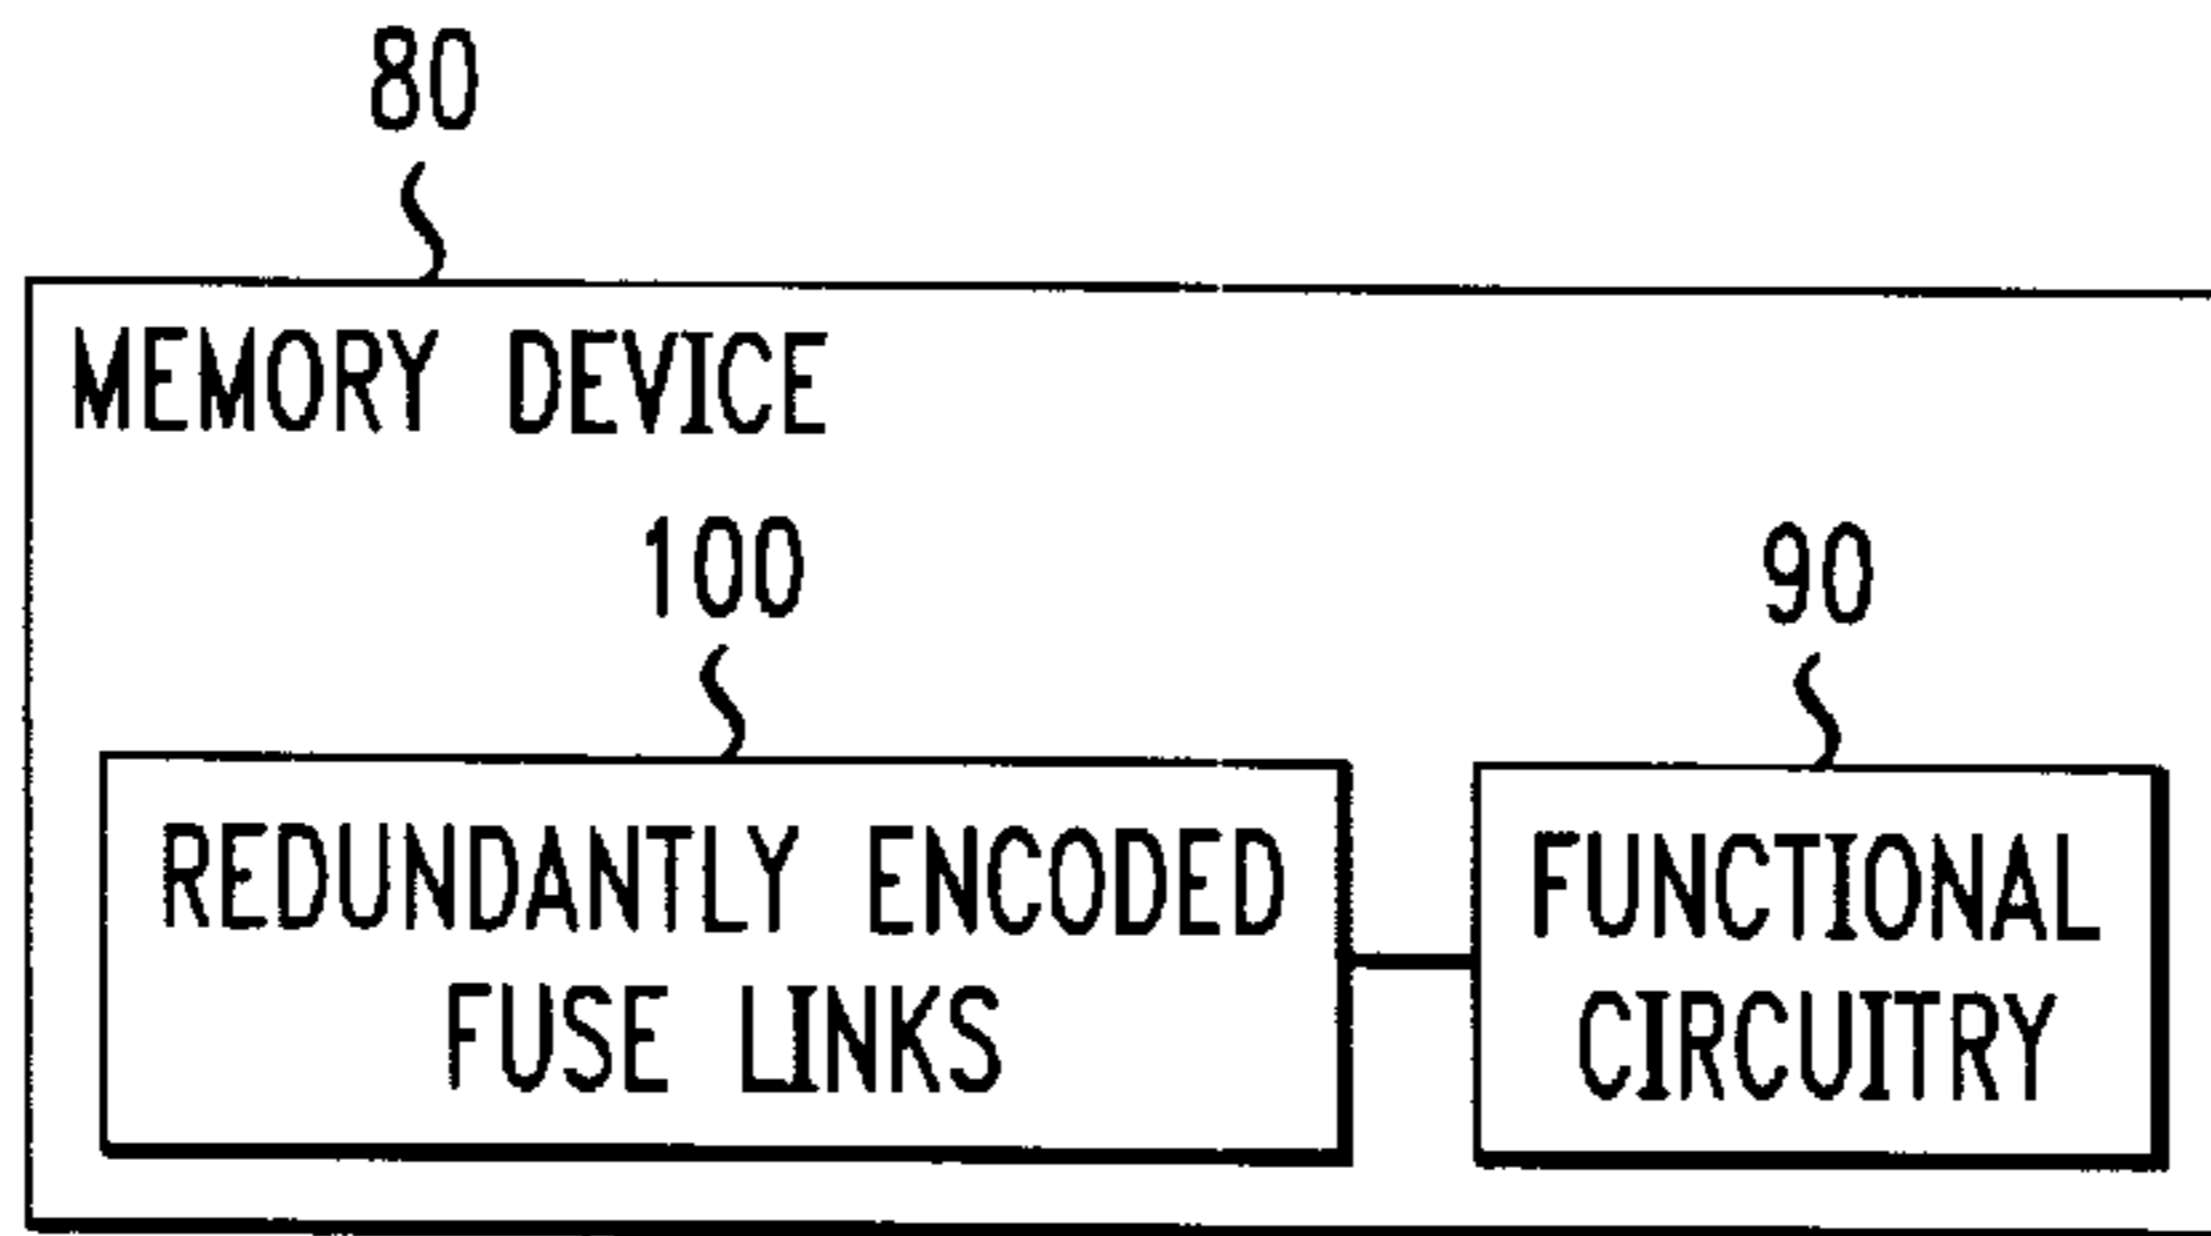 80
MEMORY DEVICE
100
90
REDUNDANTLY ENCODED
FUSE LINKS
FUNCTIONAL
CIRCUITRY